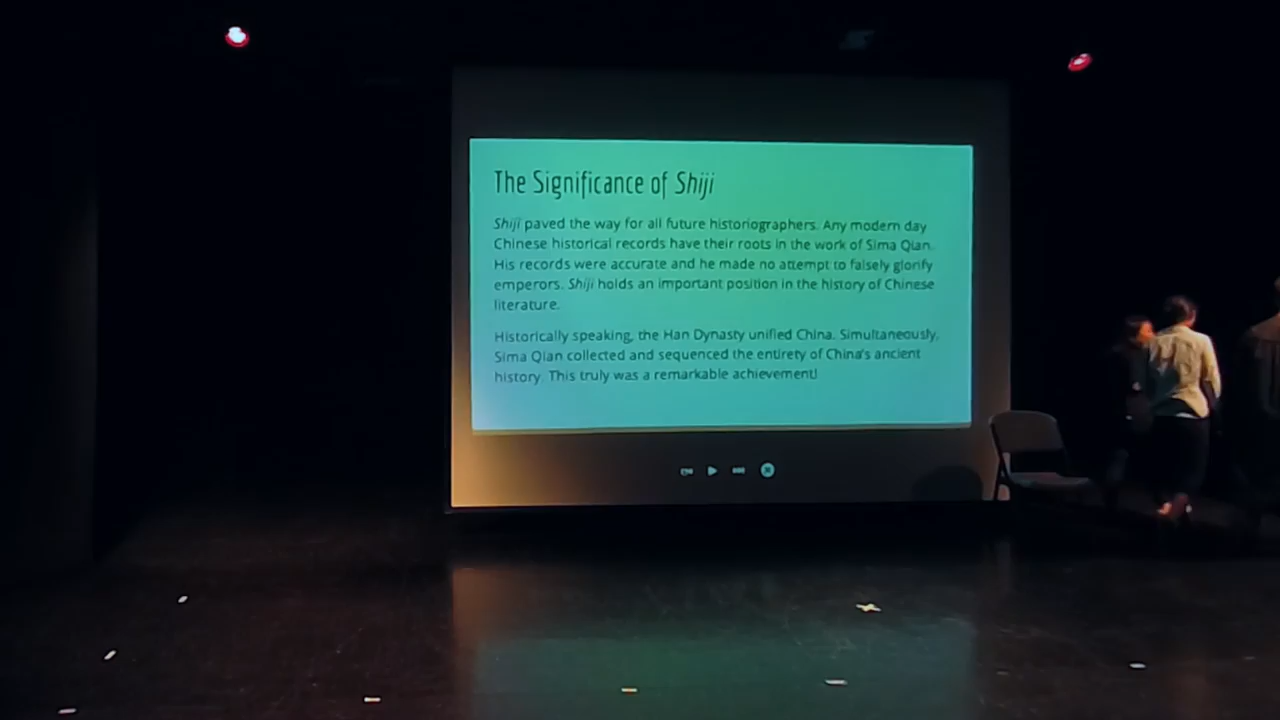 The Significance of Shiji
Shiji paved the way for all future historiographers. Any modern day
Chinese historical records have their roots in the work of Sima Qian.
His records were accurate and he made no attempt to falsely glorify
emperors. Shiji holds an important position in the history of Chinese
literature.
Historically speaking, the Han Dynasty unified China. Simultaneously,
Sima Qian collected and sequenced the entirety of China's ancient
history. This truly was a remarkable achievement!